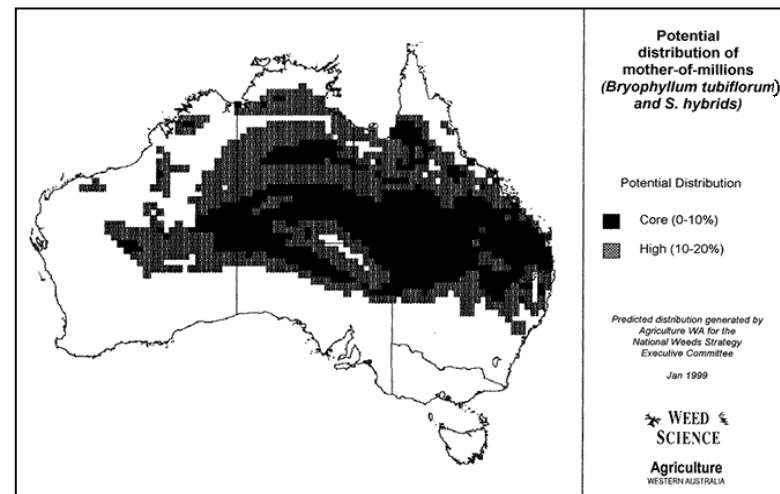 Potential
distribution of
mother-of-millions
(Bryophyllum tubiflorum)
and S. hybrids)
Potential Distribution
Core (0-10%)
High (10-20%)
Predicted distribution generated by
Agriculture WA for the
National Weeds Strategy
Executive Committee
Jan 1999
WEED
SCIENCE
Agriculture
WESTERN AUSTRALIA